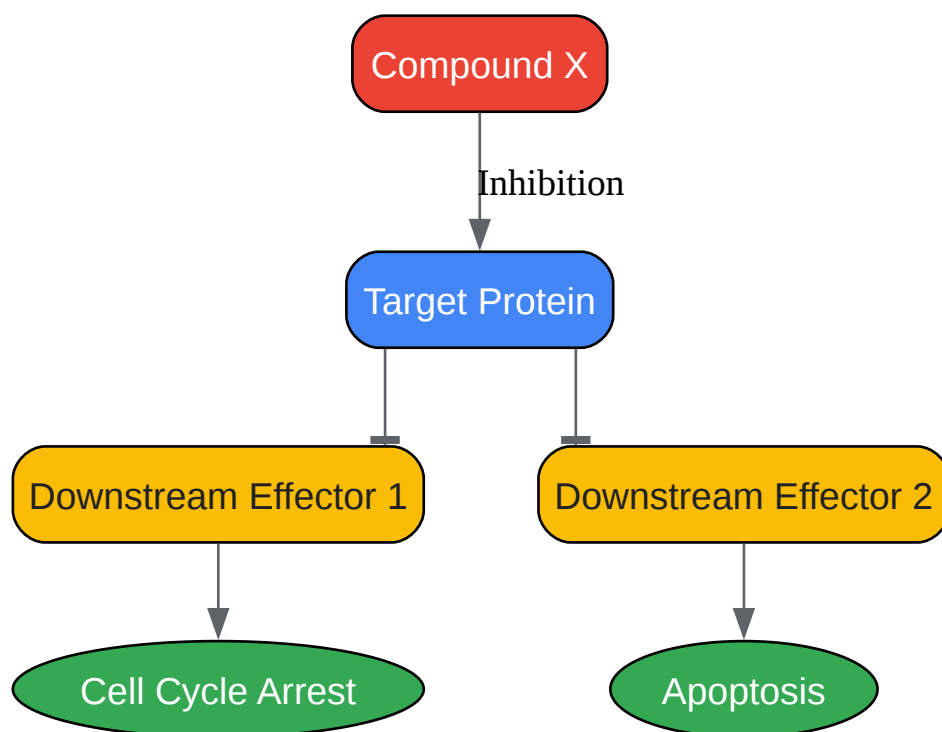 Compound X
Inhibition
Target Protein
Downstream Effector 1
Downstream Effector 2
Cell Cycle Arrest
Apoptosis